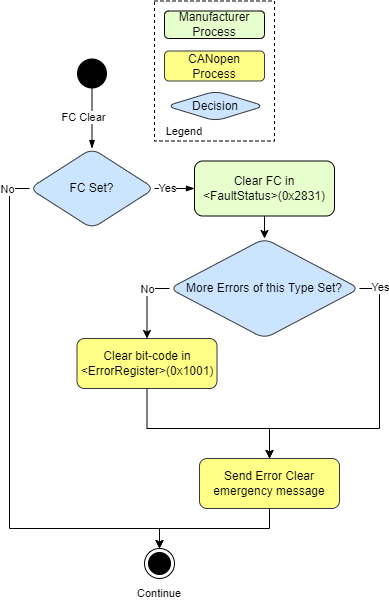 Manufacturer
Process
CANopen
Process
Decision
Legend
FC Clear
FC Set?
No
Yes
Clear FC in
<FaultStatus>(0x2831)
More Errors of this Type Set?
No
Yes
Clear bit-code in
<ErrorRegister>(0x1001)
Send Error Clear
emergency message
Continue